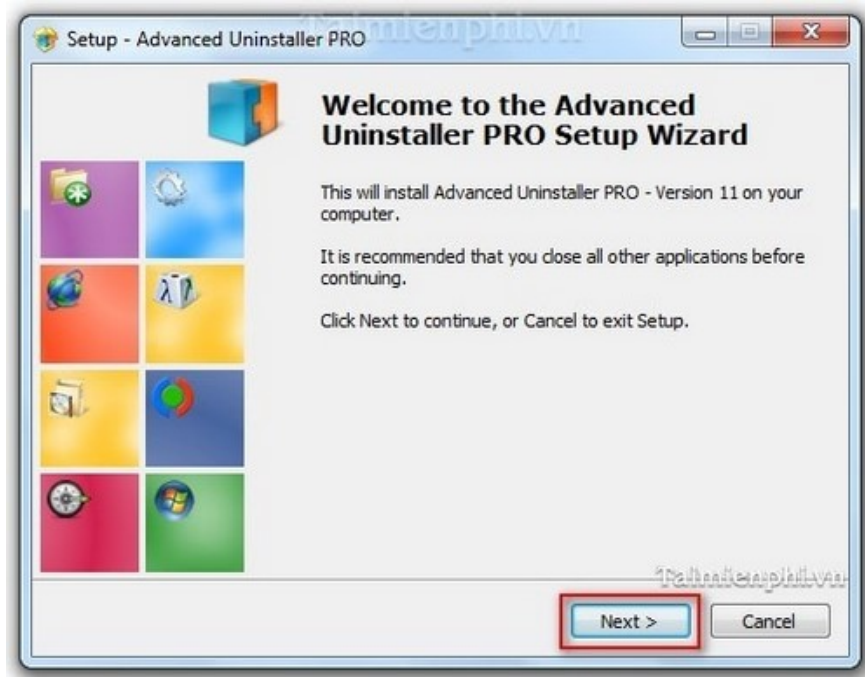 Taimienphi.vn
Setup - Advanced Uninstaller PRO
Welcome to the Advanced
Uninstaller PRO Setup Wizard
This will install Advanced Uninstaller PRO - Version 11 on your
computer.
It is recommended that you close all other applications before
continuing.
Click Next to continue, or Cancel to exit Setup.
Taimienphi.vn
Next >
Cancel